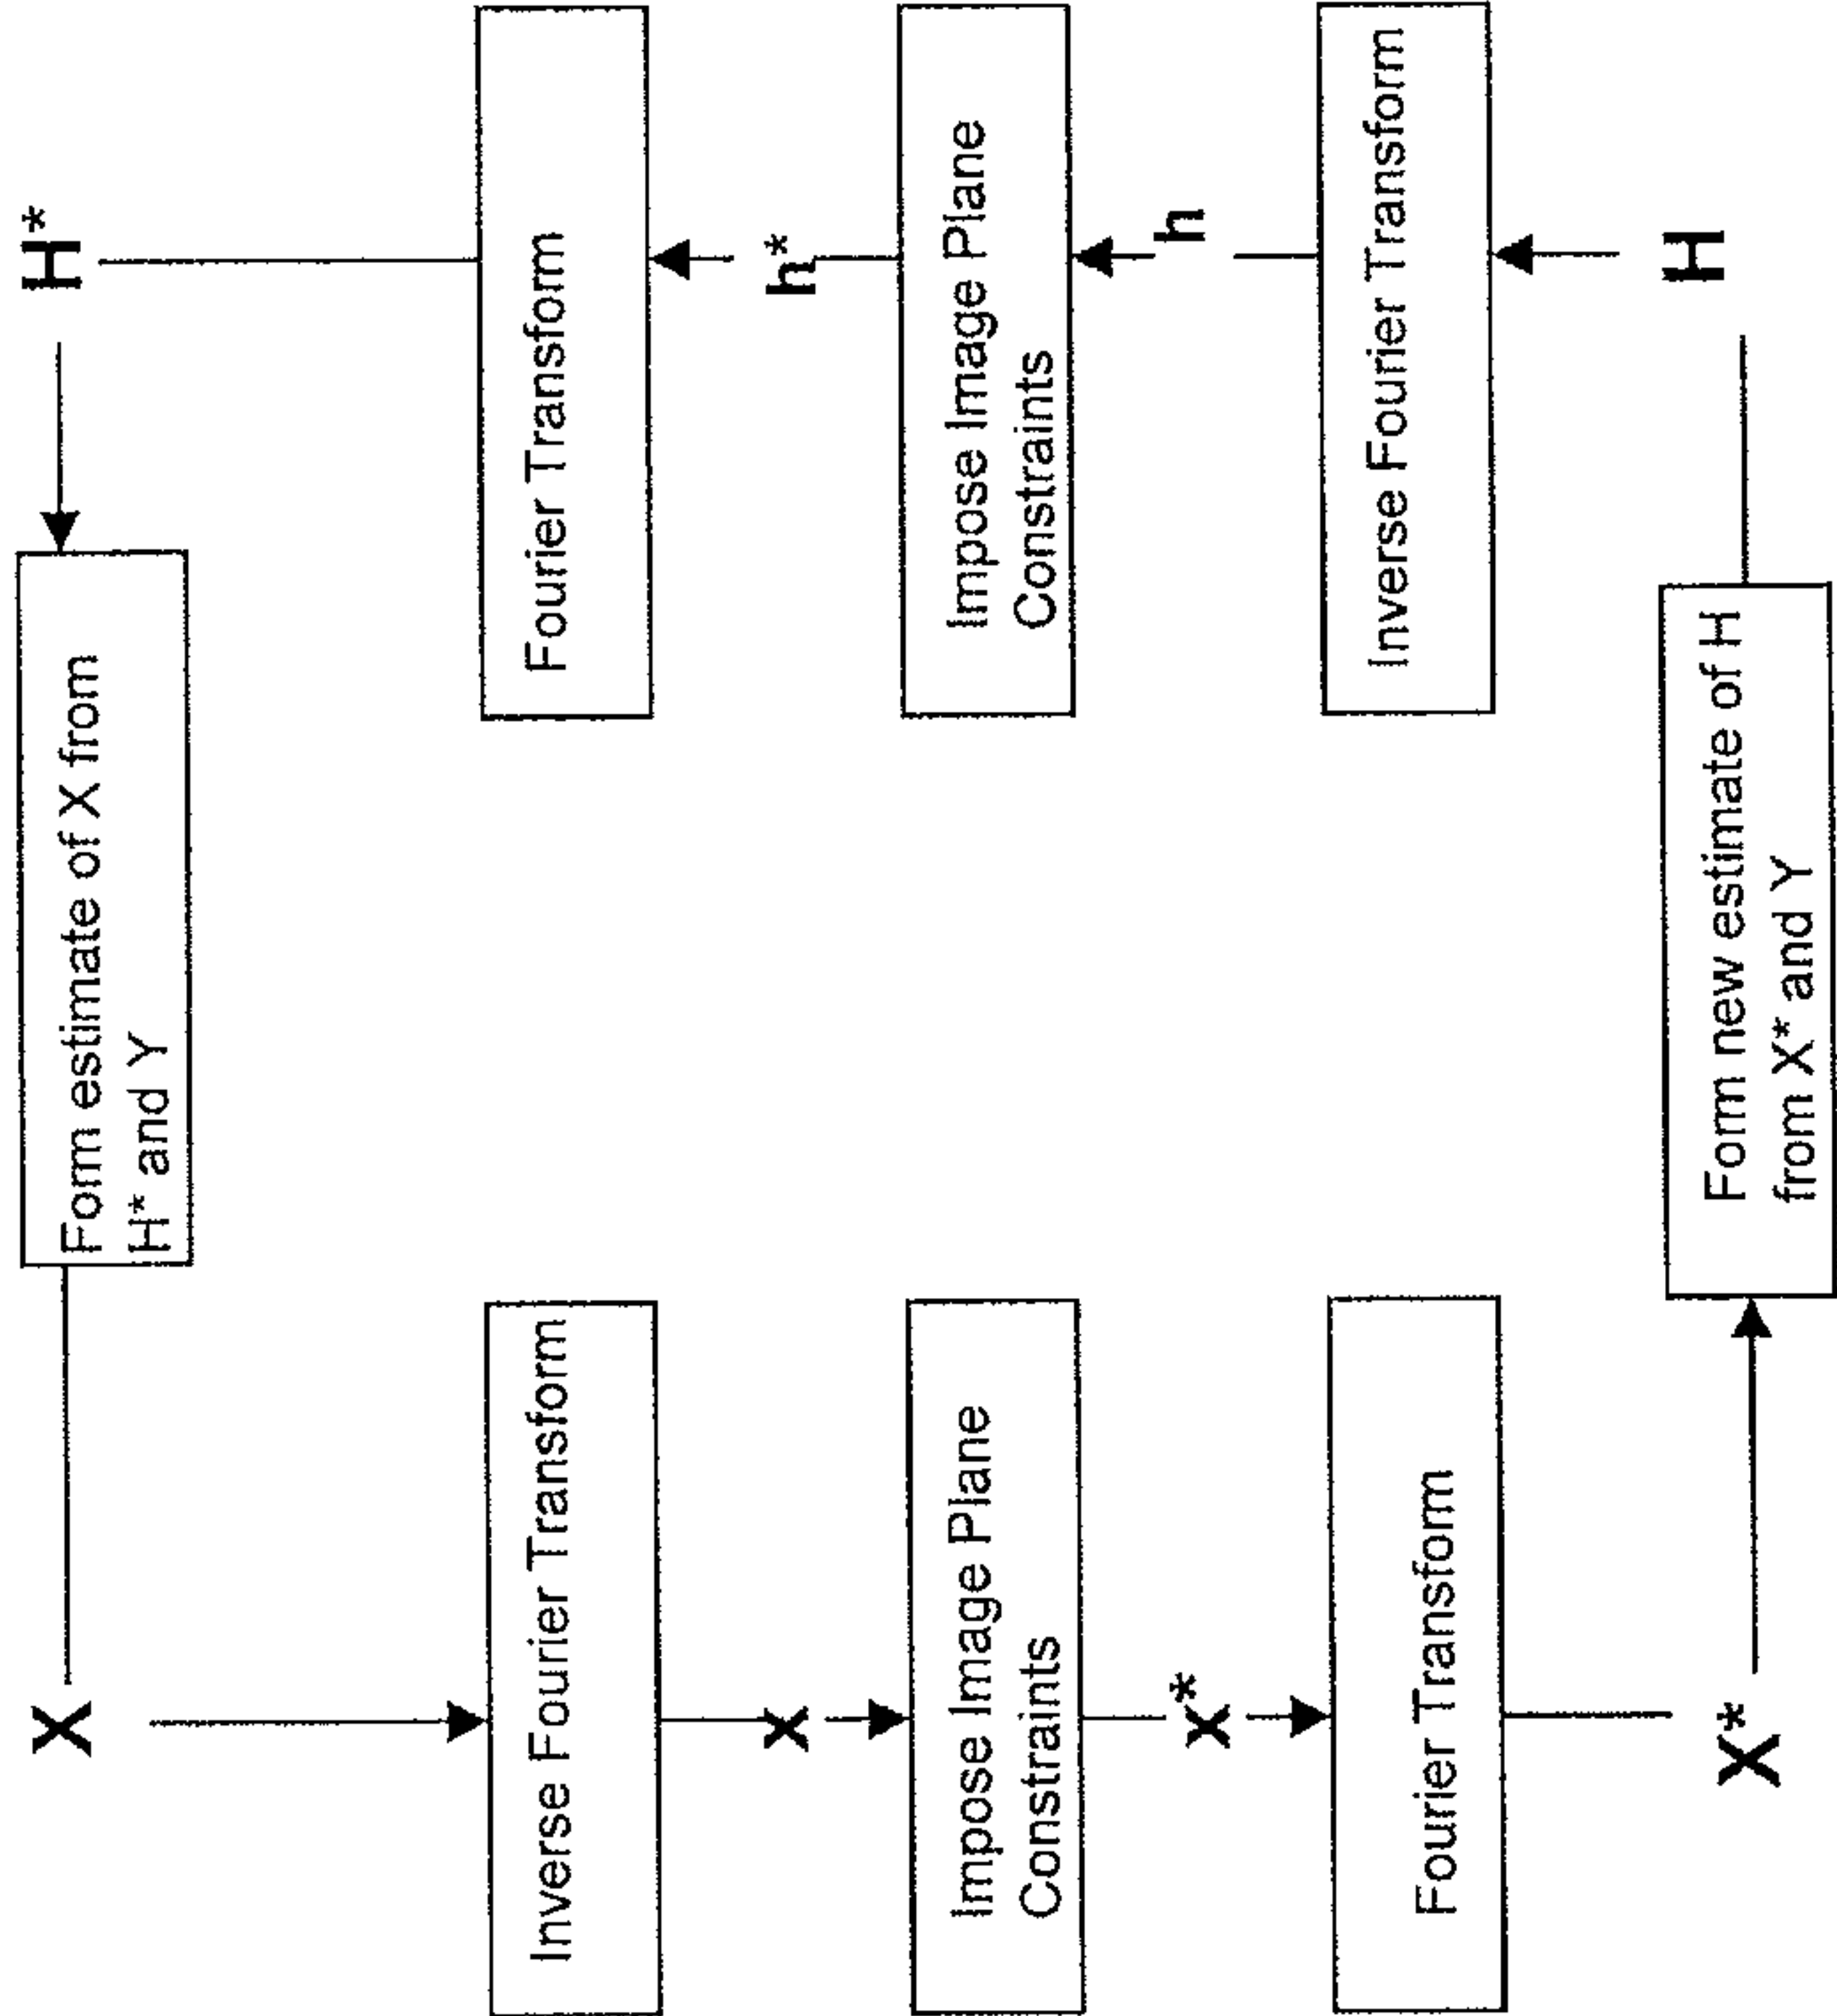 X
Form estimate of X from
H* and Y
H*
Inverse Fourier Transform
Fourier Transform
x
h*
Impose Image Plane
Constraints
Impose Image Plane
Constraints
x*
h
Fourier Transform
Inverse Fourier Transform
X*
Form new estimate of H
from X* and Y
H